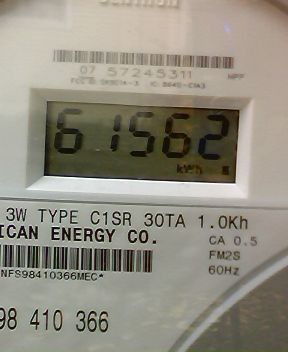 07 57245311 NPF
61562
kWh
3W TYPE C1SR 30TA 1.0Kh
ICAN ENERGY CO.
CA 0.5
FM2S
60Hz
NFS98410366MEC*
98 410 366